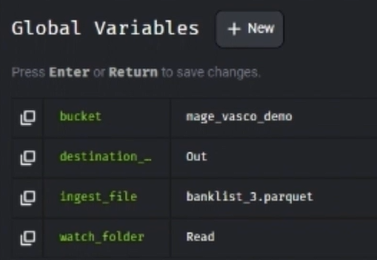 Global Variables + New
Press Enter or Return to save changes.
bucket mage_vasco_demo
destination_… Out
ingest_file banklist_3.parquet
watch_folder Read